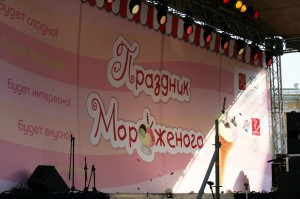 Будет сладко!
Будет интересно!
Будет вкусно!
Праздник
Мороженого